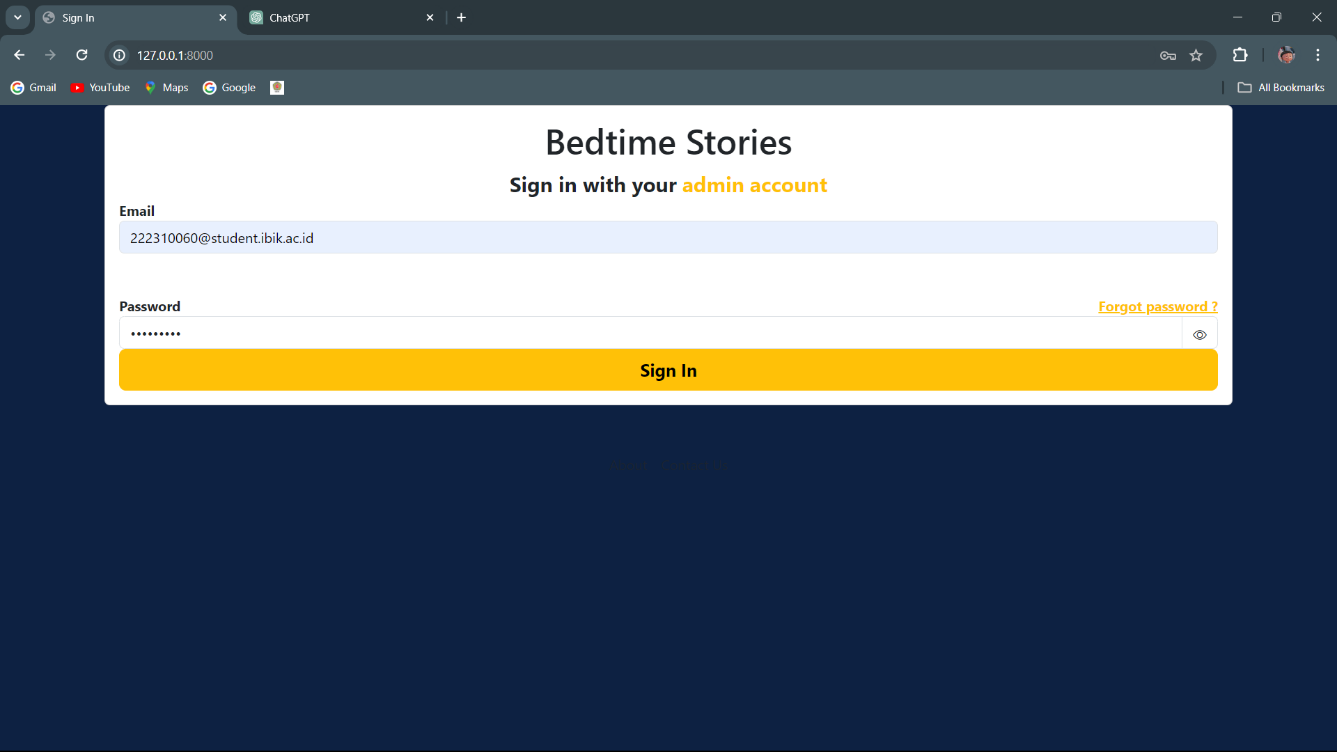 Sign In
ChatGPT
127.0.0.1:8000
Gmail
YouTube
Maps
Google
All Bookmarks
Bedtime Stories
Sign in with your admin account
Email
222310060@student.ibik.ac.id
Password
Forgot password ?
•••••••••
Sign In